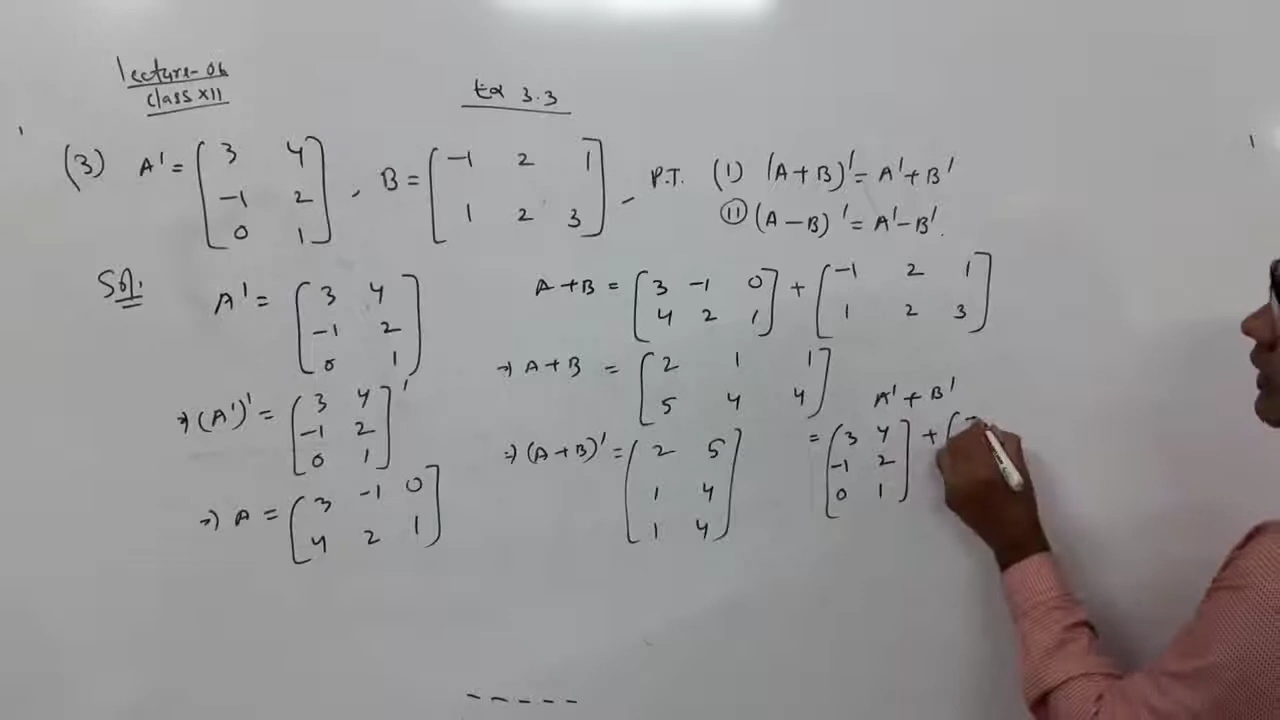 Lecture-06
Class XII
Ex 3.3
(3) A' = [3 4; -1 2; 0 1], B = [-1 2 1; 1 2 3], P.T. (I) (A+B)' = A'+B'
(II) (A-B)' = A'-B'.
Sol.
A' = [3 4; -1 2; 0 1]
⇒ (A')' = [3 4; -1 2; 0 1]'
⇒ A = [3 -1 0; 4 2 1]
A+B = [3 -1 0; 4 2 1] + [-1 2 1; 1 2 3]
⇒ A+B = [2 1 1; 5 4 4]
⇒ (A+B)' = [2 5; 1 4; 1 4]
A'+B'
= [3 4; -1 2; 0 1] + [-